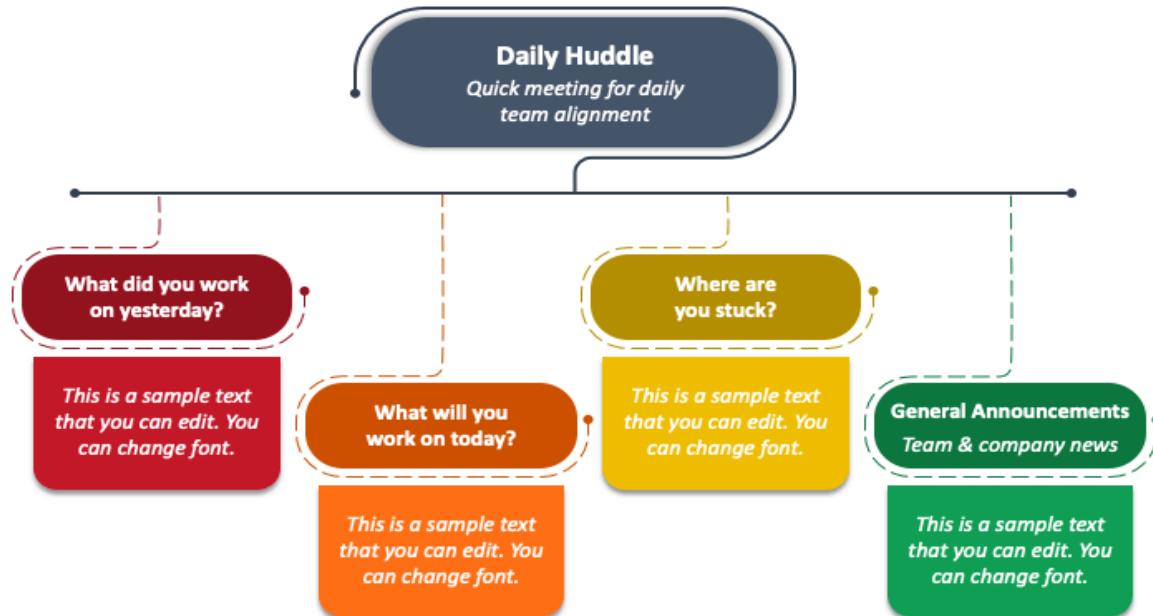 Daily Huddle
Quick meeting for daily
team alignment
What did you work
on yesterday?
This is a sample text
that you can edit. You
can change font.
What will you
work on today?
This is a sample text
that you can edit. You
can change font.
Where are
you stuck?
This is a sample text
that you can edit. You
can change font.
General Announcements
Team & company news
This is a sample text
that you can edit. You
can change font.